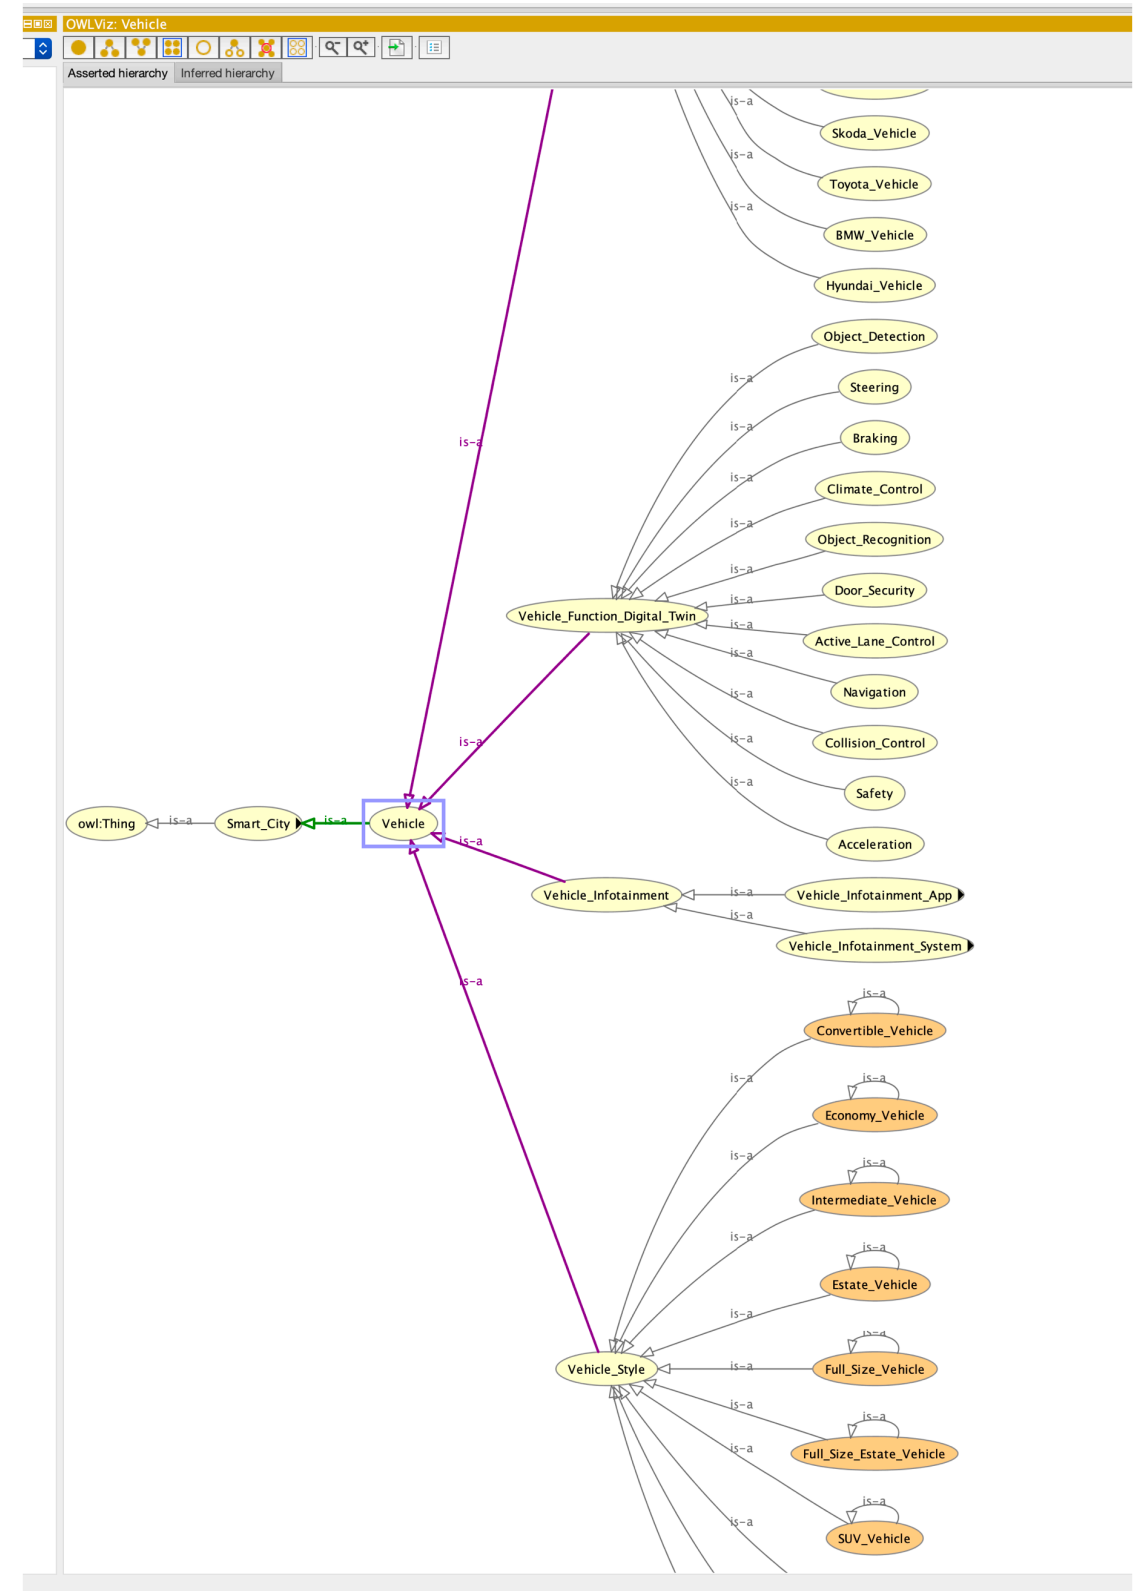 OWLViz: Vehicle
Asserted hierarchy
Inferred hierarchy
is-a
Skoda_Vehicle
is-a
Toyota_Vehicle
is-a
BMW_Vehicle
Hyundai_Vehicle
Object_Detection
is-a
Steering
is-a
Braking
is-a
is-a
Climate_Control
is-a
Object_Recognition
is-a
Door_Security
is-a
Vehicle_Function_Digital_Twin
is-a
Active_Lane_Control
is-a
Navigation
is-a
is-a
Collision_Control
is-a
is-a
Safety
owl:Thing
is-a
Smart_City
is-a
Vehicle
is-a
Acceleration
Vehicle_Infotainment
is-a
Vehicle_Infotainment_App
is-a
Vehicle_Infotainment_System
is-a
is-a
Convertible_Vehicle
is-a
is-a
Economy_Vehicle
is-a
is-a
Intermediate_Vehicle
is-a
is-a
Estate_Vehicle
is-a
is-a
Vehicle_Style
is-a
Full_Size_Vehicle
is-a
is-a
Full_Size_Estate_Vehicle
is-a
is-a
is-a
SUV_Vehicle